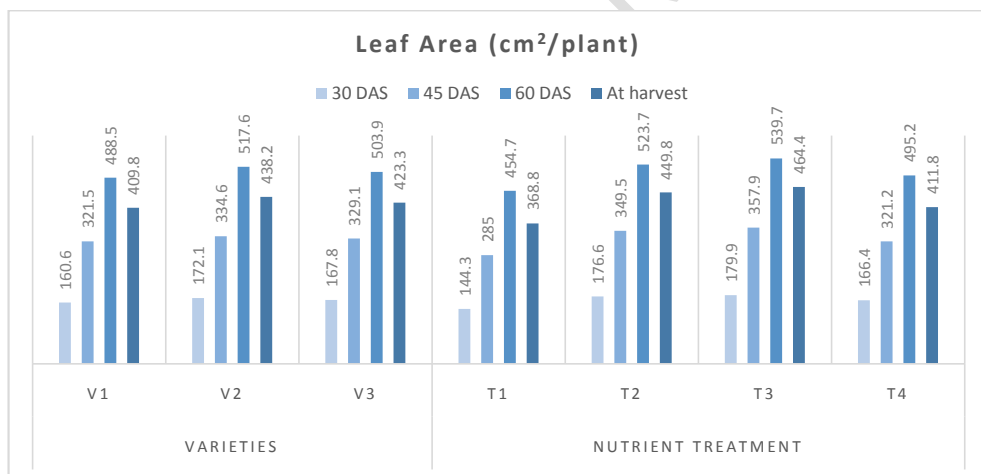 Leaf Area (cm²/plant)
30 DAS 45 DAS 60 DAS At harvest
160.6 321.5 488.5 409.8 172.1 334.6 517.6 438.2 167.8 329.1 503.9 423.3 144.3 285 454.7 368.8 176.6 349.5 523.7 449.8 179.9 357.9 539.7 464.4 166.4 321.2 495.2 411.8
V1 V2 V3 T1 T2 T3 T4
VARIETIES NUTRIENT TREATMENT